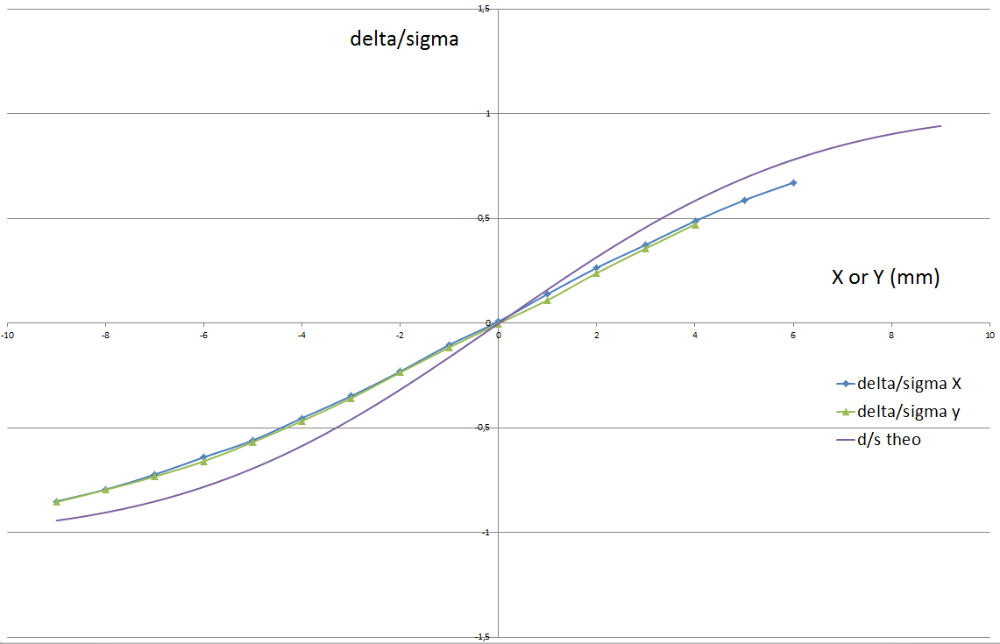 1,5
delta/sigma
1
0,5
X or Y (mm)
0
-10 -8 -6 -4 -2 0 2 4 6 8 10
delta/sigma X
delta/sigma y
-0,5
d/s theo
-1
-1,5